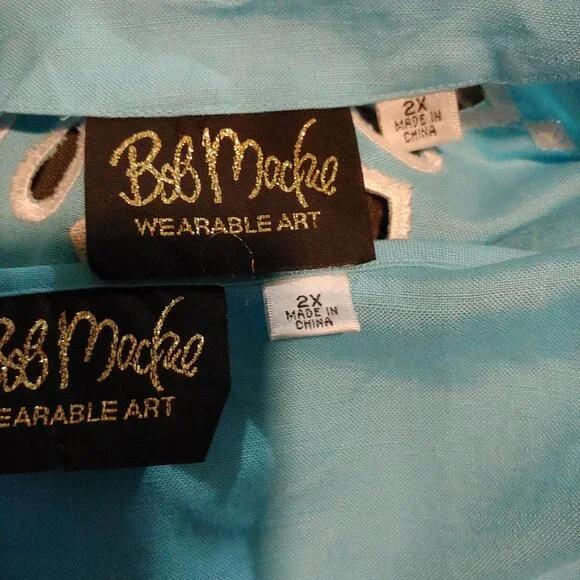 Bob Mackie
WEARABLE ART
2X
MADE IN
CHINA
Bob Mackie
WEARABLE ART
2X
MADE IN
CHINA